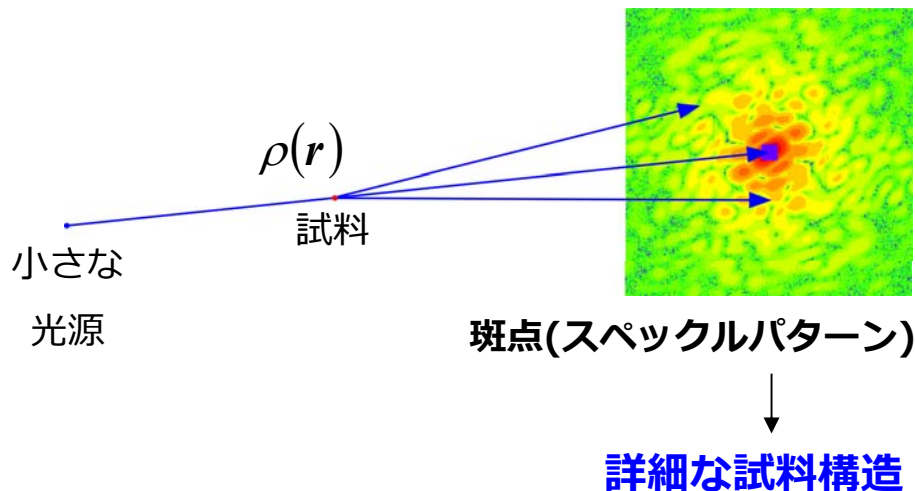 ρ(r)
試料
小さな
光源
斑点(スペックルパターン)
詳細な試料構造